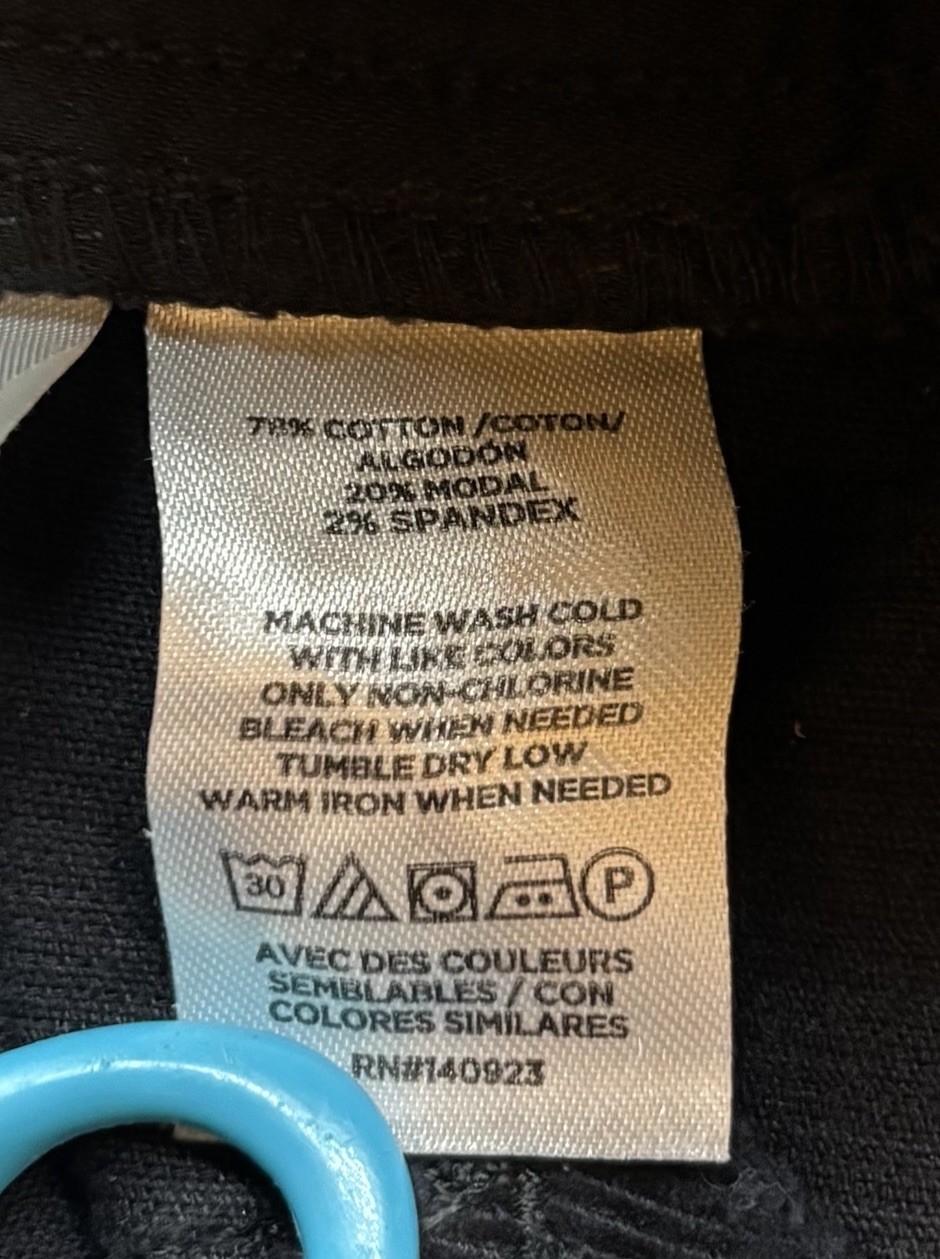 78% COTTON /COTON/
ALGODÓN
20% MODAL
2% SPANDEX
MACHINE WASH COLD
WITH LIKE COLORS
ONLY NON-CHLORINE
BLEACH WHEN NEEDED
TUMBLE DRY LOW
WARM IRON WHEN NEEDED
30 P
AVEC DES COULEURS
SEMBLABLES / CON
COLORES SIMILARES
RN#140923